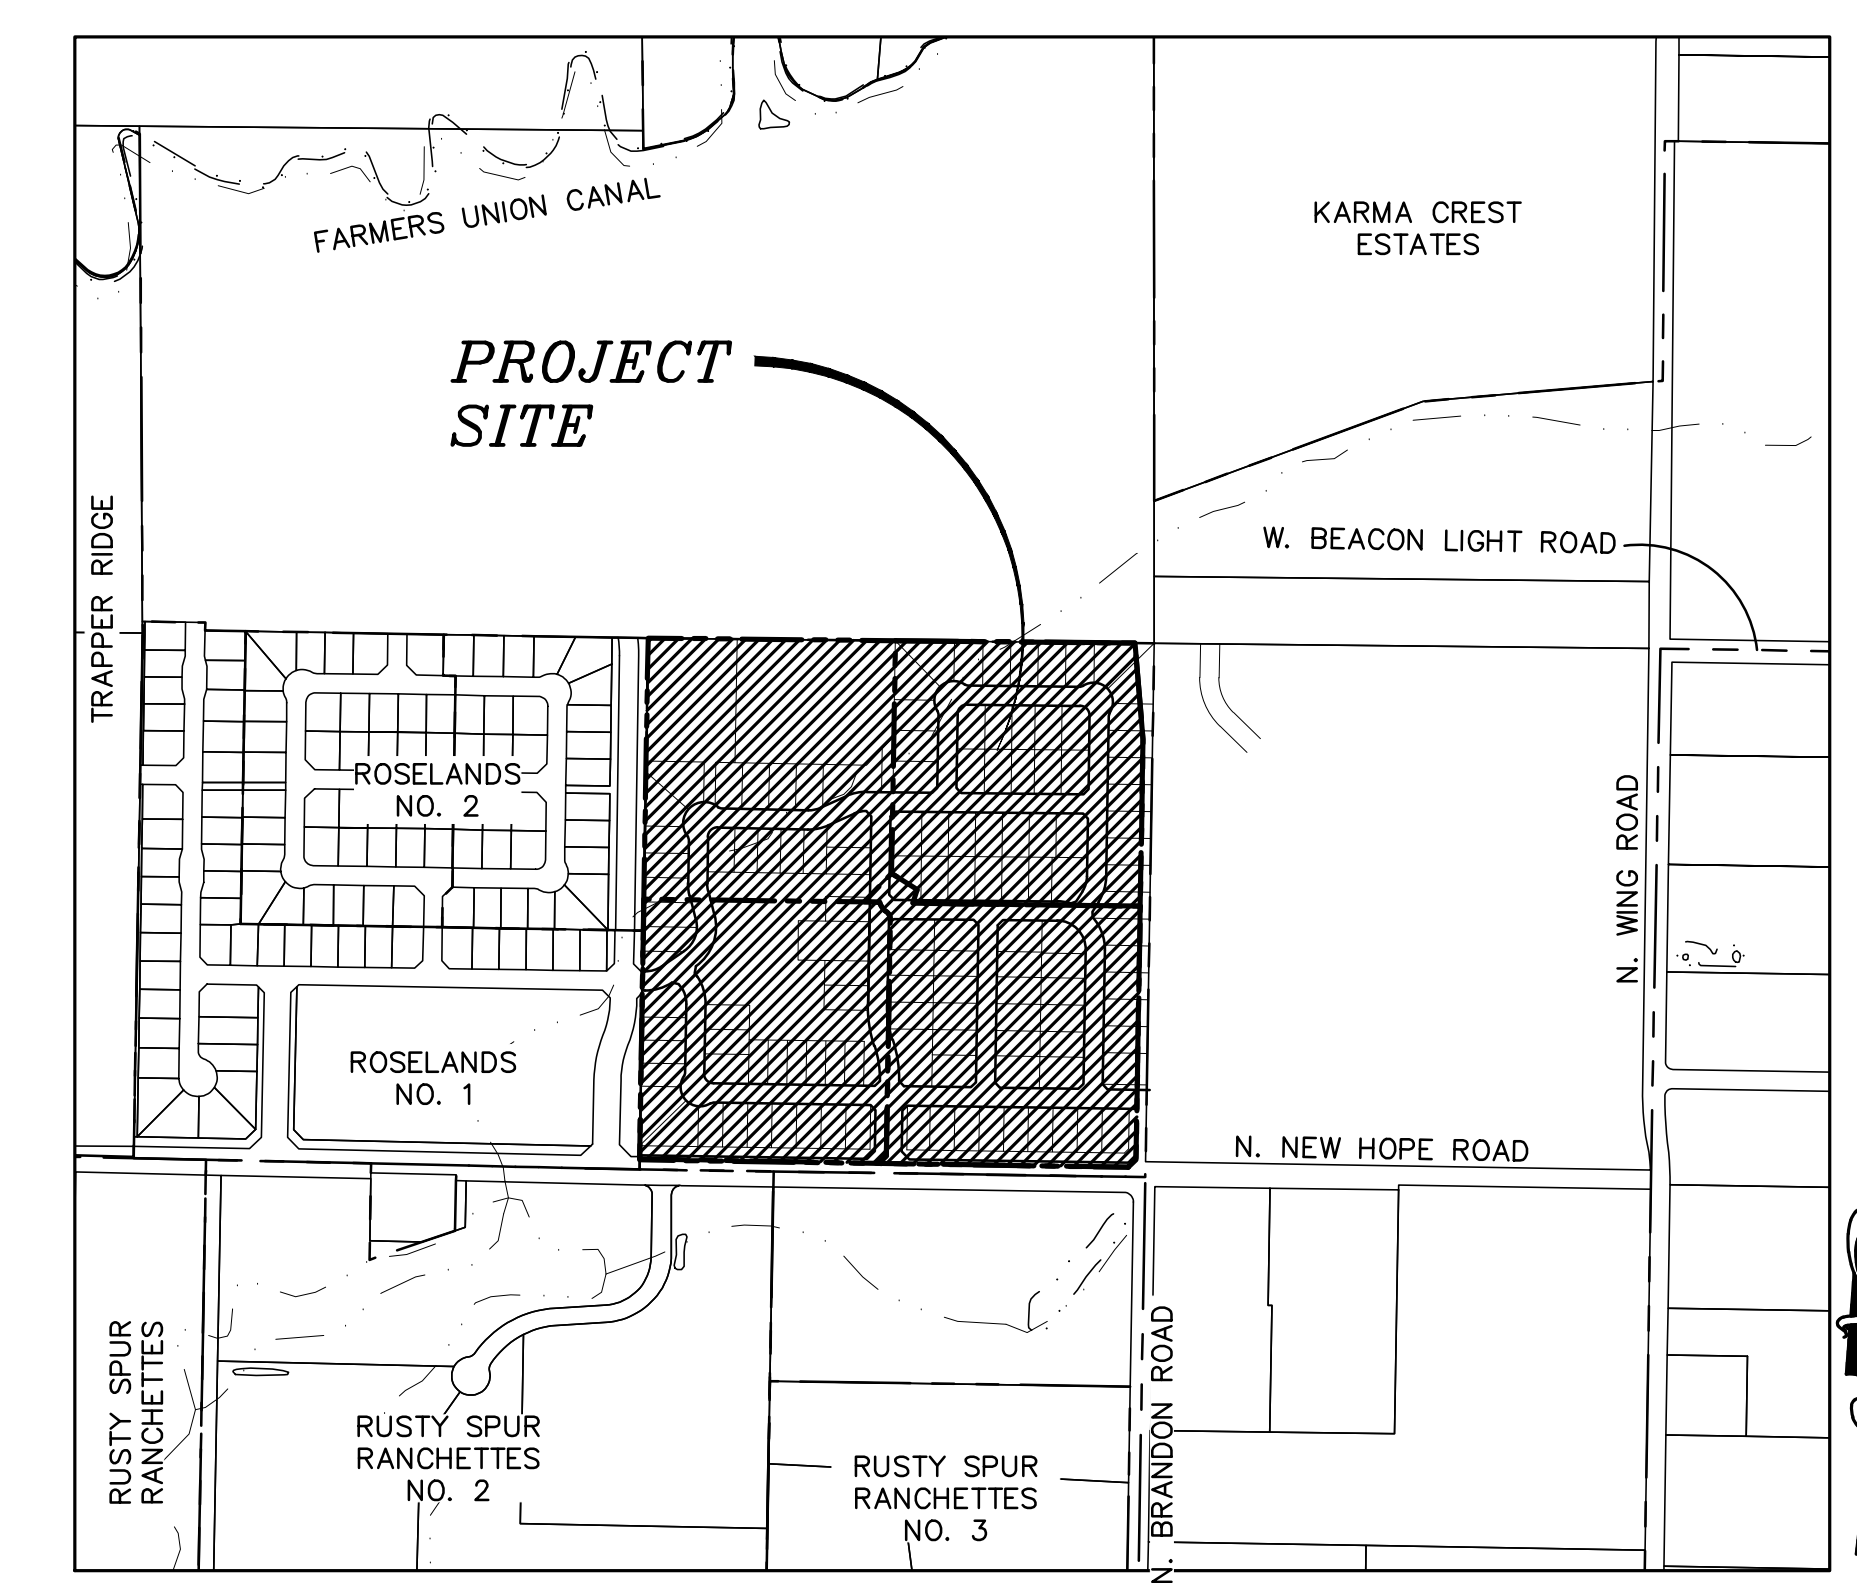 FARMERS UNION CANAL
KARMA CREST
ESTATES
PROJECT
SITE
TRAPPER RIDGE
W. BEACON LIGHT ROAD
ROSELANDS
NO. 2
N. WING ROAD
ROSELANDS
NO. 1
N. NEW HOPE ROAD
RUSTY SPUR
RANCHETTES
RUSTY SPUR
RANCHETTES
NO. 2
RUSTY SPUR
RANCHETTES
NO. 3
N. BRANDON ROAD